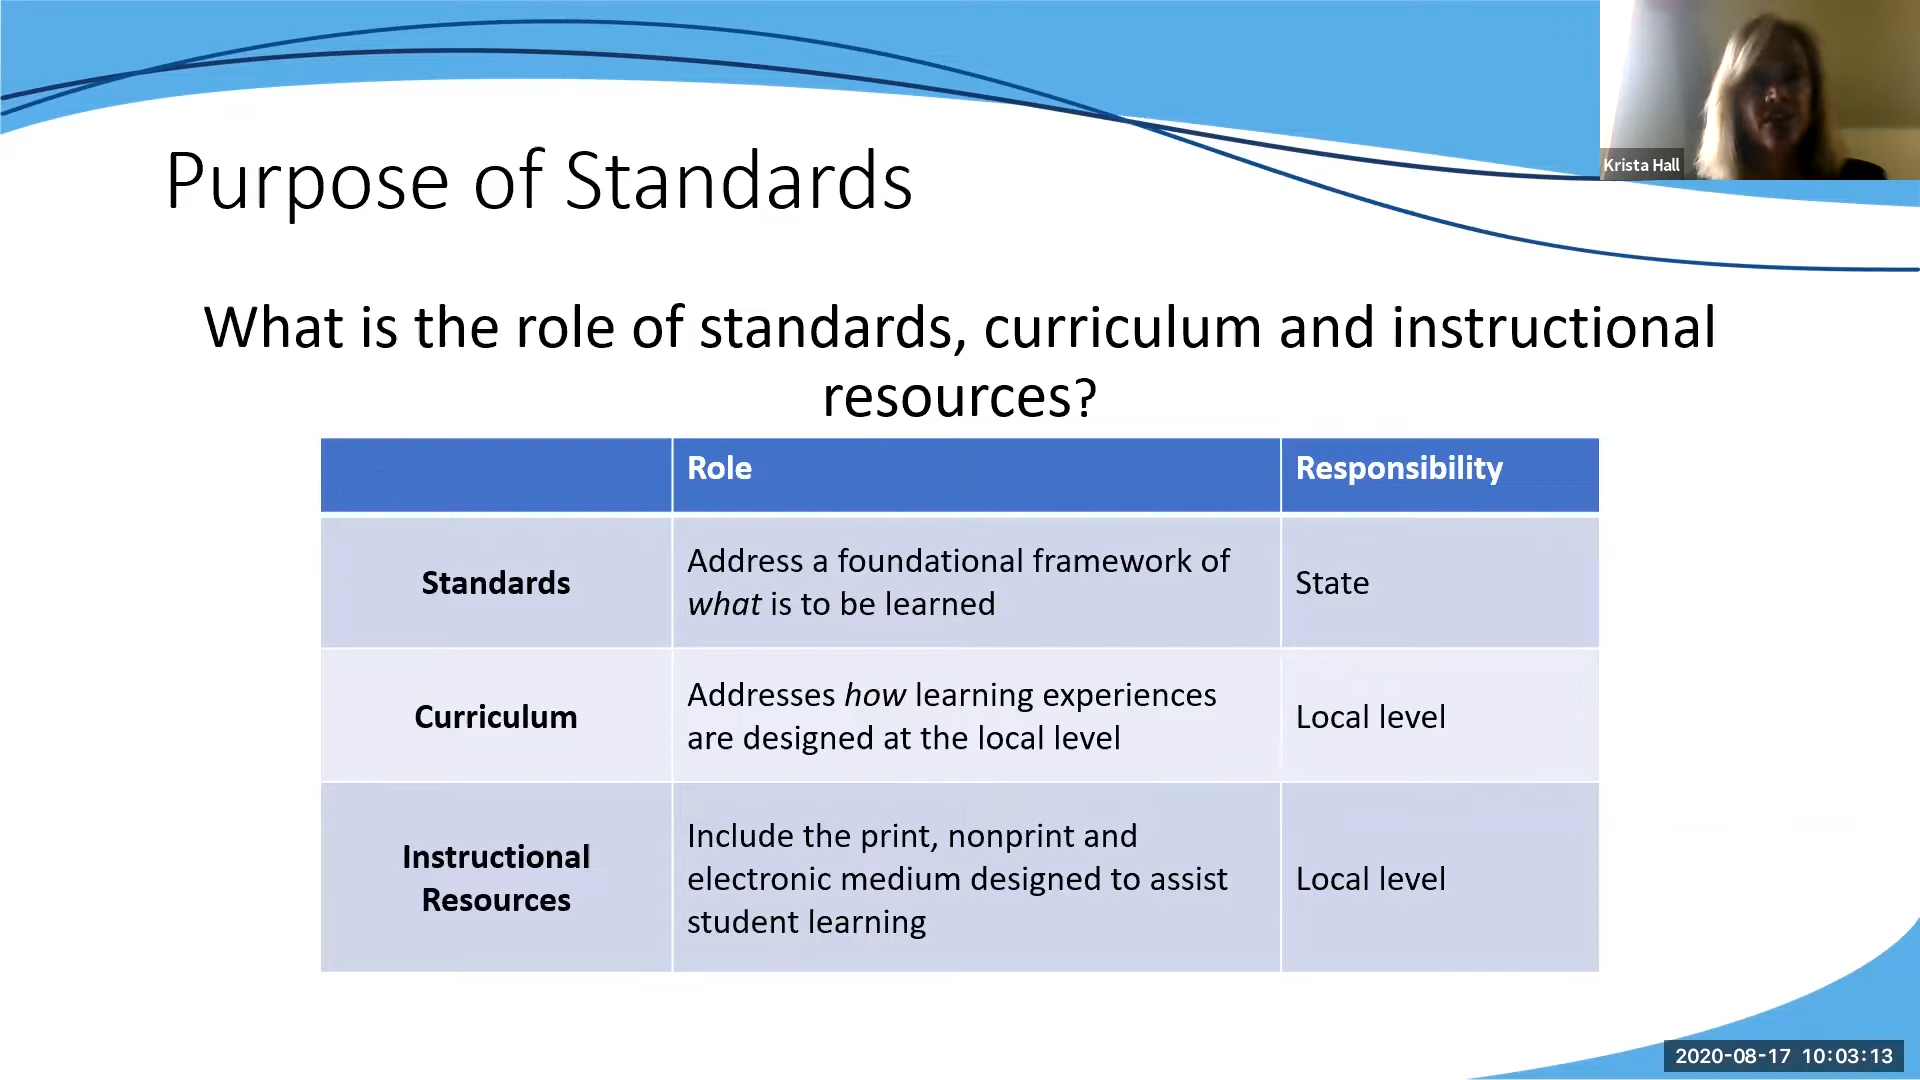 Krista Hall
Purpose of Standards
What is the role of standards, curriculum and instructional
resources?
Role
Responsibility
Standards
Address a foundational framework of
what is to be learned
State
Curriculum
Addresses how learning experiences
are designed at the local level
Local level
Instructional
Resources
Include the print, nonprint and
electronic medium designed to assist
student learning
Local level
2020-08-17 10:03:13